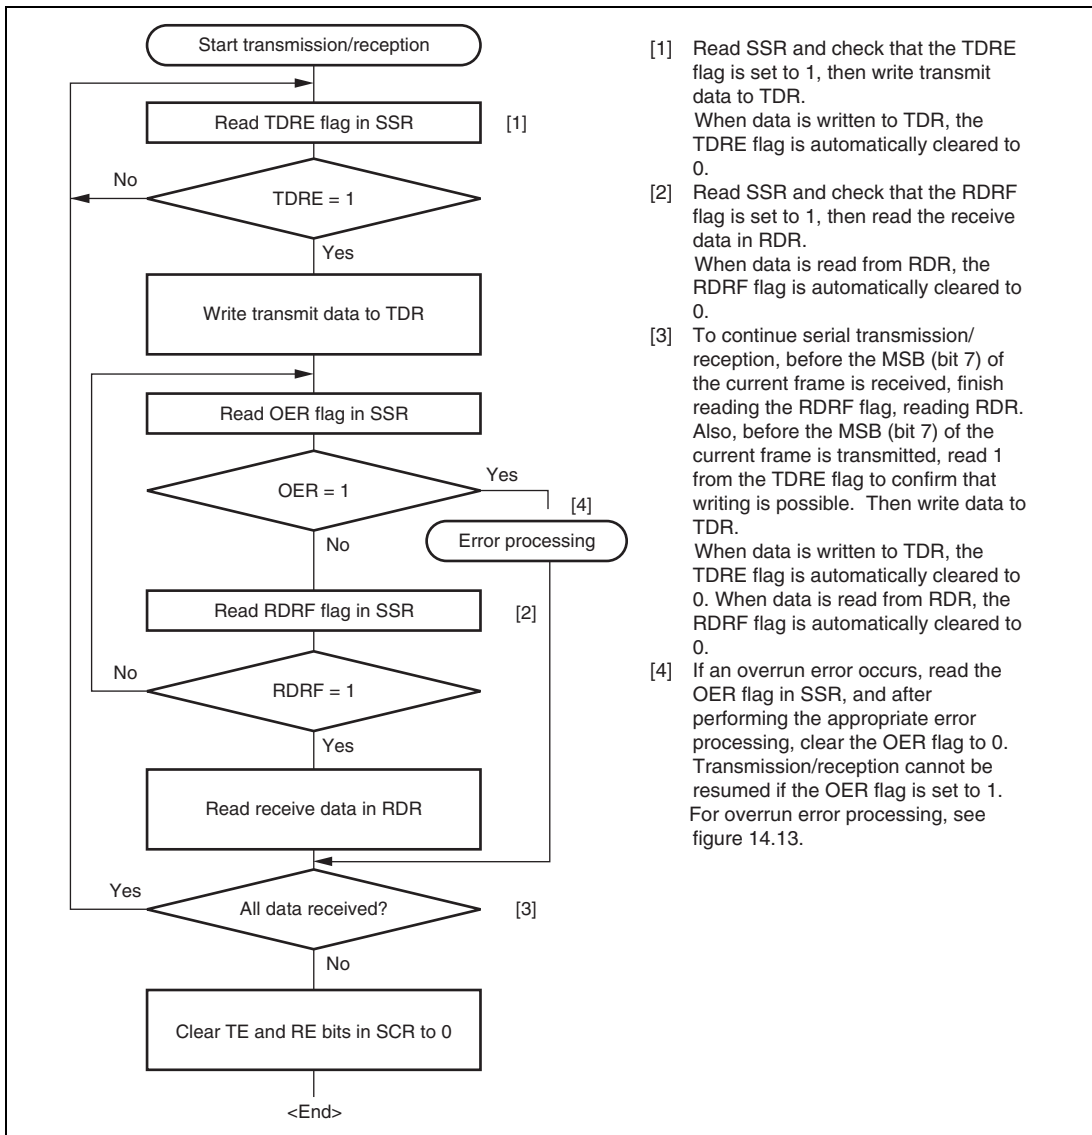 Start transmission/reception
Read TDRE flag in SSR
[1]
No
TDRE = 1
Yes
Write transmit data to TDR
Read OER flag in SSR
OER = 1
Yes
[4]
No
Error processing
Read RDRF flag in SSR
[2]
No
RDRF = 1
Yes
Read receive data in RDR
Yes
All data received?
[3]
No
Clear TE and RE bits in SCR to 0
<End>
[1] Read SSR and check that the TDRE
flag is set to 1, then write transmit
data to TDR.
When data is written to TDR, the
TDRE flag is automatically cleared to
0.
[2] Read SSR and check that the RDRF
flag is set to 1, then read the receive
data in RDR.
When data is read from RDR, the
RDRF flag is automatically cleared to
0.
[3] To continue serial transmission/
reception, before the MSB (bit 7) of
the current frame is received, finish
reading the RDRF flag, reading RDR.
Also, before the MSB (bit 7) of the
current frame is transmitted, read 1
from the TDRE flag to confirm that
writing is possible. Then write data to
TDR.
When data is written to TDR, the
TDRE flag is automatically cleared to
0. When data is read from RDR, the
RDRF flag is automatically cleared to
0.
[4] If an overrun error occurs, read the
OER flag in SSR, and after
performing the appropriate error
processing, clear the OER flag to 0.
Transmission/reception cannot be
resumed if the OER flag is set to 1.
For overrun error processing, see
figure 14.13.